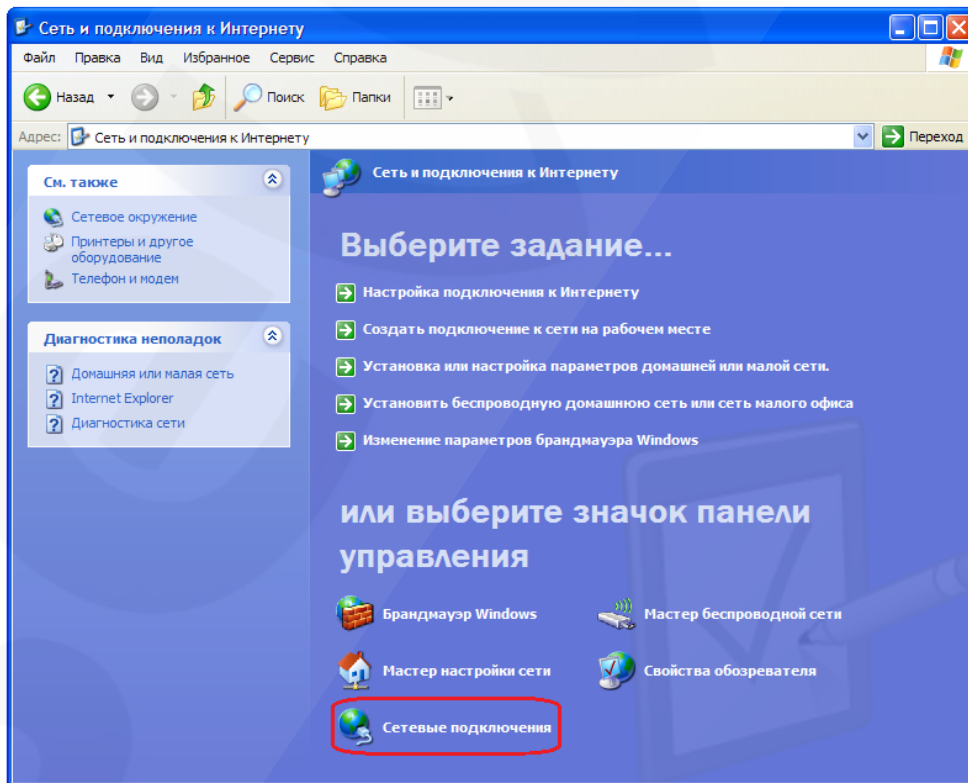 Сеть и подключения к Интернету
Файл Правка Вид Избранное Сервис Справка
Назад Поиск Папки
Адрес: Сеть и подключения к Интернету Переход
См. также
Сетевое окружение
Принтеры и другое
оборудование
Телефон и модем
Диагностика неполадок
Домашняя или малая сеть
Internet Explorer
Диагностика сети
Сеть и подключения к Интернету
Выберите задание...
Настройка подключения к Интернету
Создать подключение к сети на рабочем месте
Установка или настройка параметров домашней или малой сети.
Установить беспроводную домашнюю сеть или сеть малого офиса
Изменение параметров брандмауэра Windows
или выберите значок панели
управления
Брандмауэр Windows Мастер беспроводной сети
Мастер настройки сети Свойства обозревателя
Сетевые подключения